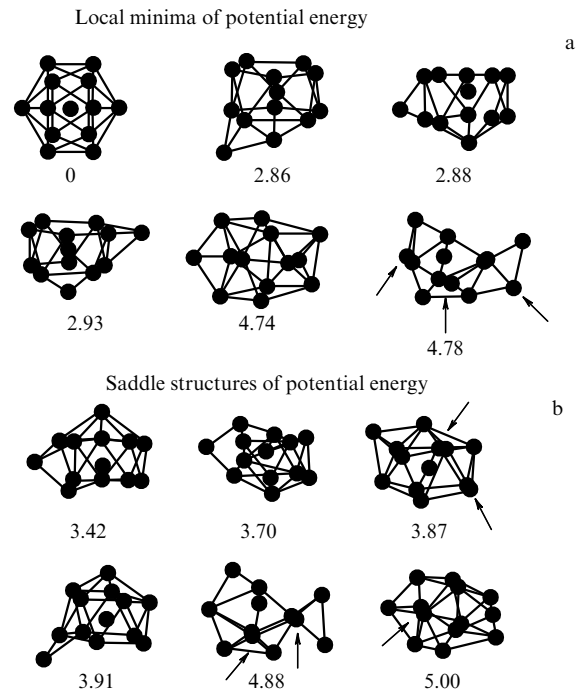 Local minima of potential energy
a
0 2.86 2.88
2.93 4.74 4.78
Saddle structures of potential energy
b
3.42 3.70 3.87
3.91 4.88 5.00